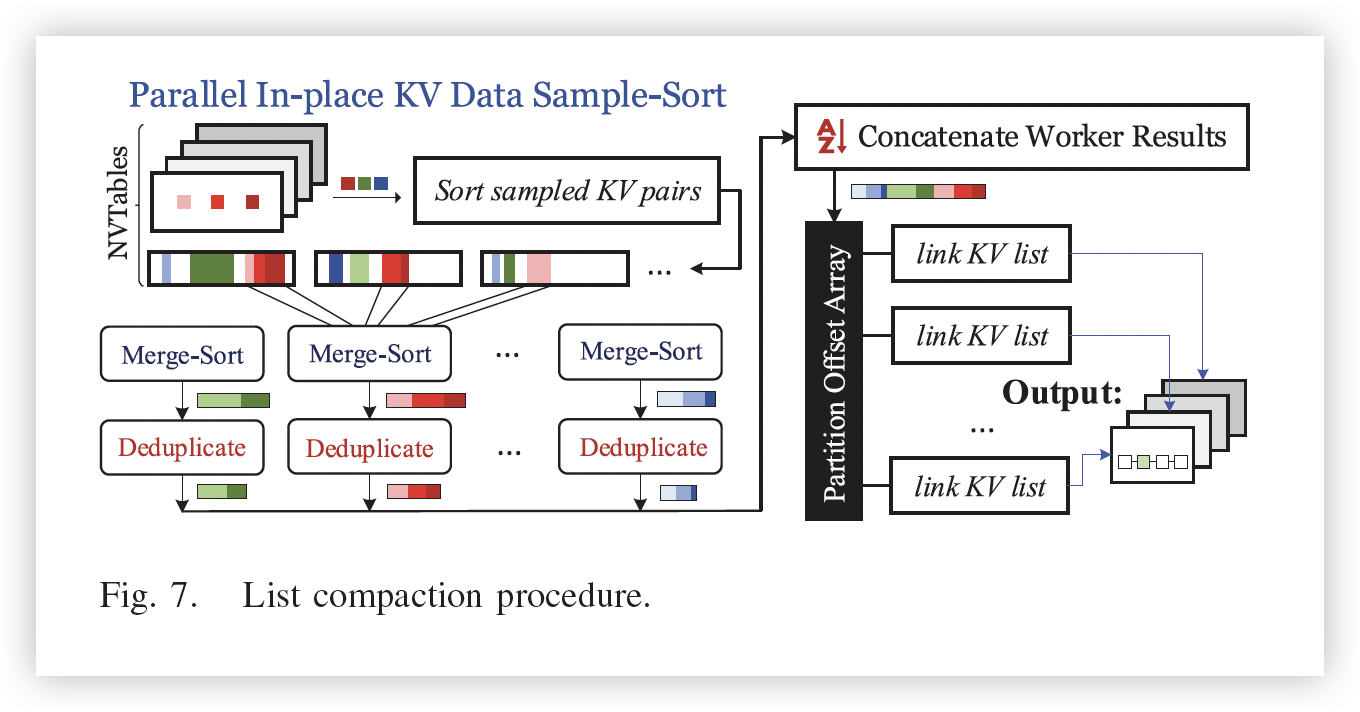 Parallel In-place KV Data Sample-Sort
NVTables
Sort sampled KV pairs
...
Merge-Sort
Merge-Sort
...
Merge-Sort
Deduplicate
Deduplicate
...
Deduplicate
A
Z
Concatenate Worker Results
Partition Offset Array
link KV list
link KV list
Output:
...
link KV list
Fig. 7. List compaction procedure.